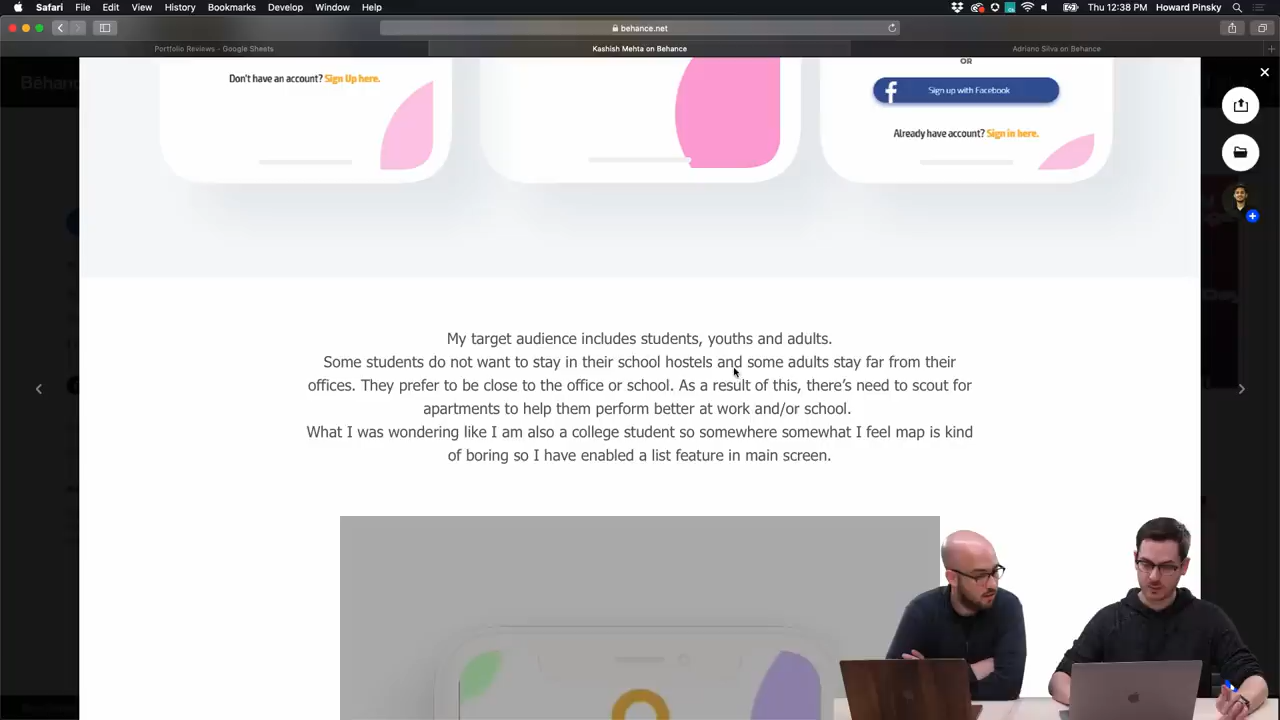 Safari File Edit View History Bookmarks Develop Window Help Thu 12:38 PM Howard Pinsky
behance.net
Portfolio Reviews - Google Sheets Kashish Mehta on Behance Adriano Silva on Behance
Don't have an account? Sign Up here.
OR
Sign up with Facebook
Already have account? Sign in here.
My target audience includes students, youths and adults.
Some students do not want to stay in their school hostels and some adults stay far from their
offices. They prefer to be close to the office or school. As a result of this, there's need to scout for
apartments to help them perform better at work and/or school.
What I was wondering like I am also a college student so somewhere somewhat I feel map is kind
of boring so I have enabled a list feature in main screen.